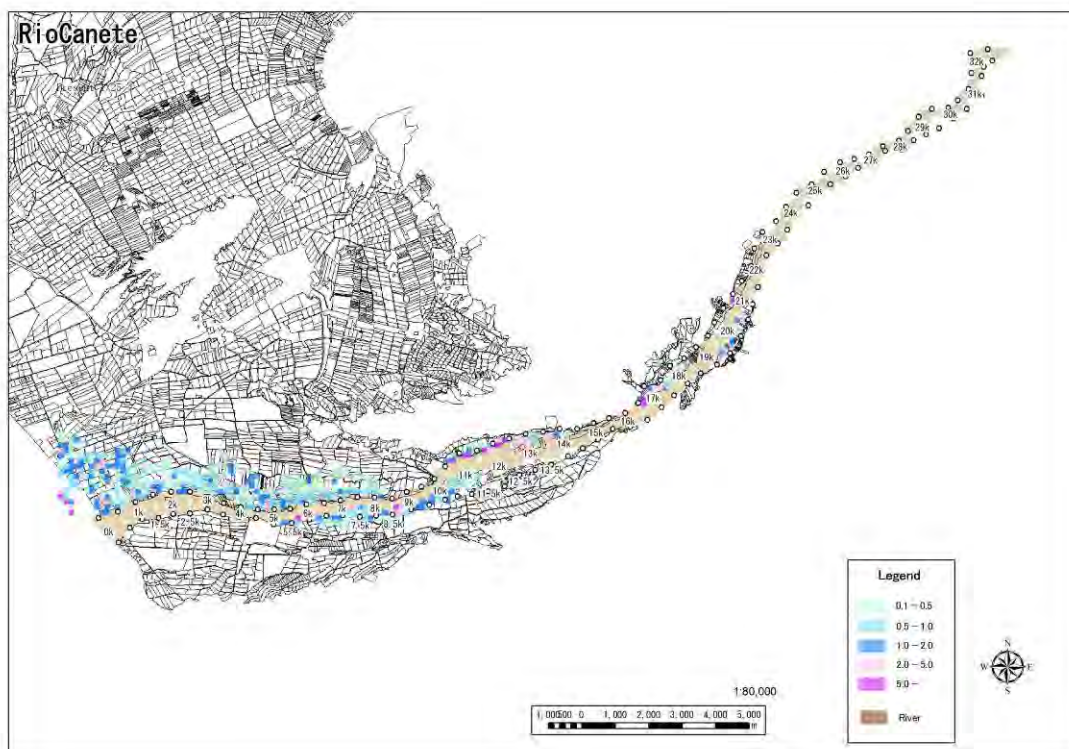 RioCanete
32k
31k
30k
29k
28k
27k
26k
25k
24k
23k
22k
21k
20k
19k
18k
17k
16k
15k
14k
13k
13.5k
12k
12.5k
11k
11.5k
10k
9k
8k
8.5k
7k
7.5k
6k
5k
4k
3k
2k
2.5k
1k
0k
Legend
0.1 - 0.5
0.5 - 1.0
1.0 - 2.0
2.0 - 5.0
5.0 -
River
N
W E
S
1:80,000
1,000 500 0 1,000 2,000 3,000 4,000 5,000
m